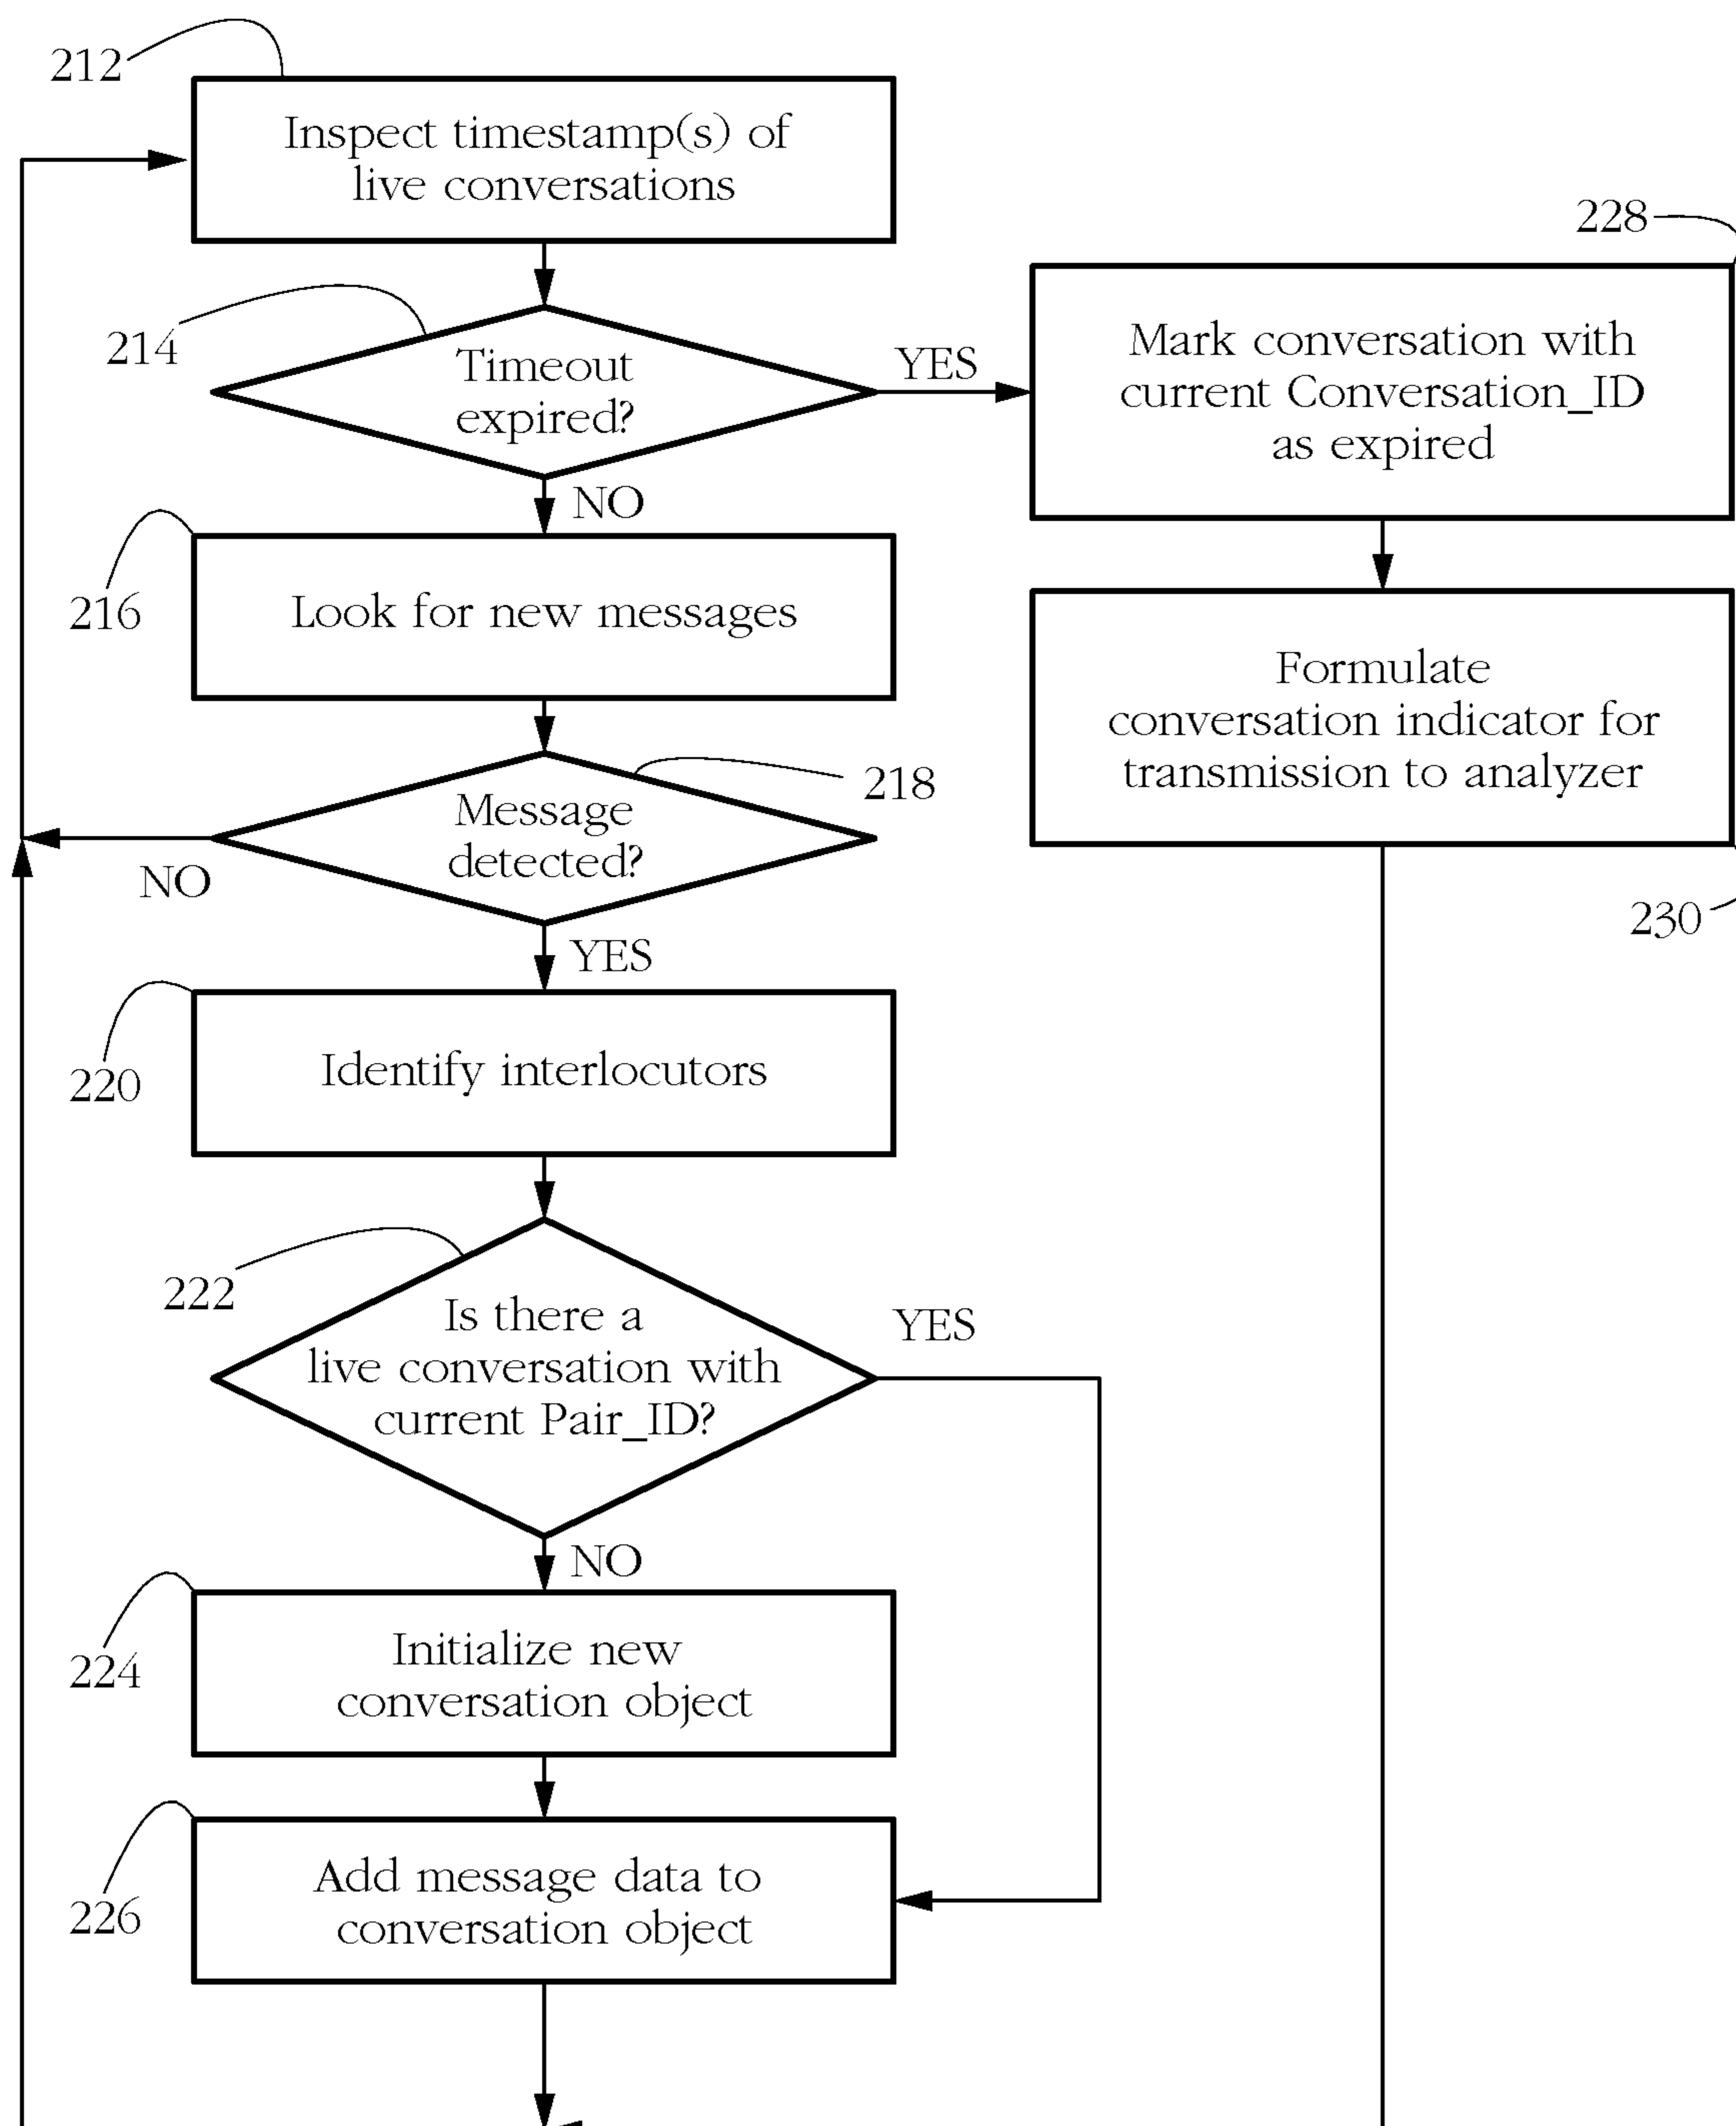 212
Inspect timestamp(s) of
live conversations
228
214
Timeout
expired?
YES
Mark conversation with
current Conversation_ID
as expired
NO
216
Look for new messages
Formulate
conversation indicator for
transmission to analyzer
218
Message
detected?
NO
230
YES
220
Identify interlocutors
222
Is there a
live conversation with
current Pair_ID?
YES
NO
224
Initialize new
conversation object
226
Add message data to
conversation object